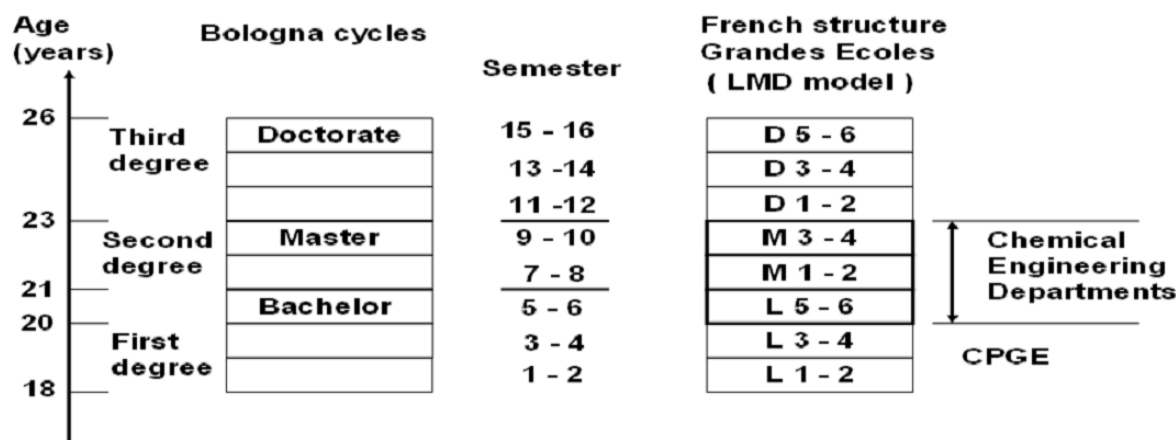 Age
(years)
Bologna cycles
Semester
French structure
Grandes Ecoles
( LMD model )
26
Third
degree
Doctorate
15 - 16
D 5 - 6
13 -14
D 3 - 4
11 -12
D 1 - 2
23
Second
degree
Master
9 - 10
M 3 - 4
7 - 8
M 1 - 2
Chemical
Engineering
Departments
21
Bachelor
5 - 6
L 5 - 6
20
First
degree
3 - 4
L 3 - 4
CPGE
1 - 2
L 1 - 2
18